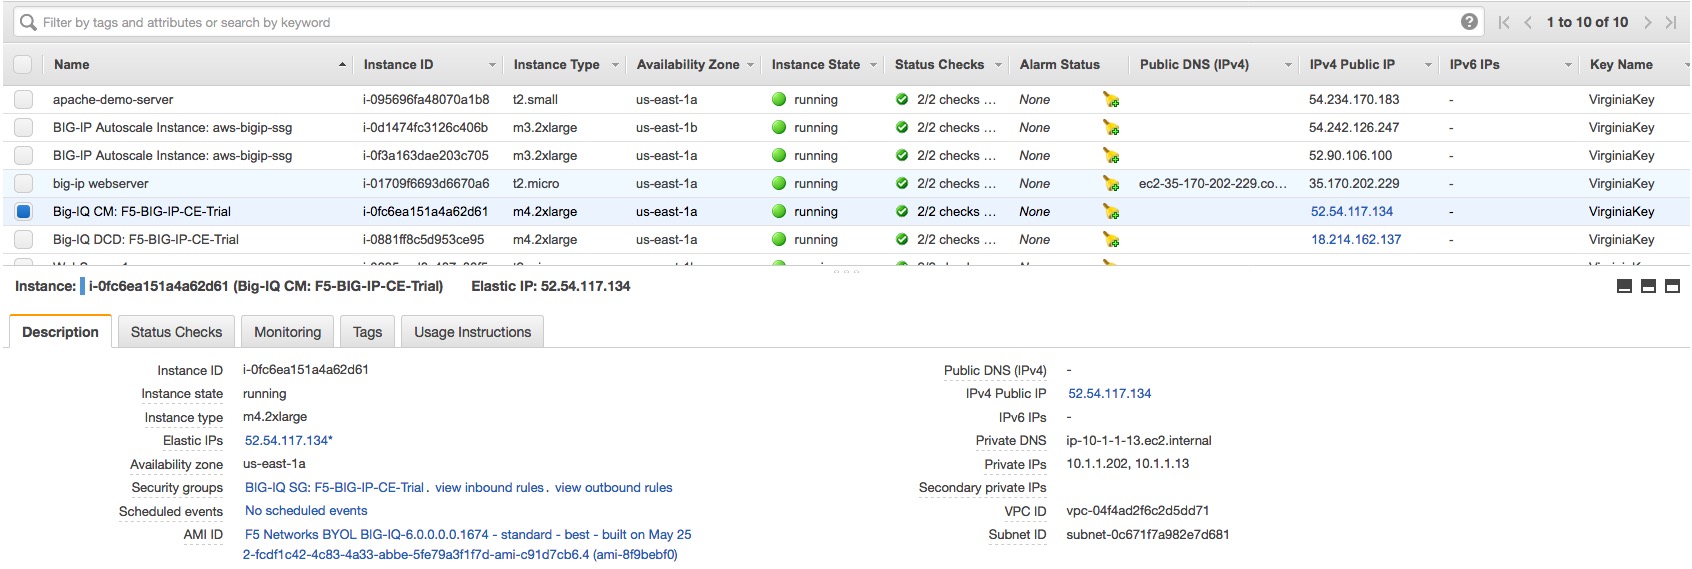 Filter by tags and attributes or search by keyword ? 1 to 10 of 10
Name Instance ID Instance Type Availability Zone Instance State Status Checks Alarm Status Public DNS (IPv4) IPv4 Public IP IPv6 IPs Key Name
apache-demo-server i-095696fa48070a1b8 t2.small us-east-1a running 2/2 checks ... None 54.234.170.183 - VirginiaKey
BIG-IP Autoscale Instance: aws-bigip-ssg i-0d1474fc3126c406b m3.2xlarge us-east-1b running 2/2 checks ... None 54.242.126.247 - VirginiaKey
BIG-IP Autoscale Instance: aws-bigip-ssg i-0f3a163dae203c705 m3.2xlarge us-east-1a running 2/2 checks ... None 52.90.106.100 - VirginiaKey
big-ip webserver i-01709f6693d6670a6 t2.micro us-east-1a running 2/2 checks ... None ec2-35-170-202-229.co... 35.170.202.229 - VirginiaKey
Big-IQ CM: F5-BIG-IP-CE-Trial i-0fc6ea151a4a62d61 m4.2xlarge us-east-1a running 2/2 checks ... None 52.54.117.134 - VirginiaKey
Big-IQ DCD: F5-BIG-IP-CE-Trial i-0881ff8c5d953ce95 m4.2xlarge us-east-1a running 2/2 checks ... None 18.214.162.137 - VirginiaKey
Instance: i-0fc6ea151a4a62d61 (Big-IQ CM: F5-BIG-IP-CE-Trial) Elastic IP: 52.54.117.134
Description Status Checks Monitoring Tags Usage Instructions
Instance ID i-0fc6ea151a4a62d61 Public DNS (IPv4) -
Instance state running IPv4 Public IP 52.54.117.134
Instance type m4.2xlarge IPv6 IPs -
Elastic IPs 52.54.117.134* Private DNS ip-10-1-1-13.ec2.internal
Availability zone us-east-1a Private IPs 10.1.1.202, 10.1.1.13
Security groups BIG-IQ SG: F5-BIG-IP-CE-Trial. view inbound rules. view outbound rules Secondary private IPs
Scheduled events No scheduled events VPC ID vpc-04f4ad2f6c2d5dd71
AMI ID F5 Networks BYOL BIG-IQ-6.0.0.0.0.1674 - standard - best - built on May 25 Subnet ID subnet-0c671f7a982e7d681
2-fcdf1c42-4c83-4a33-abbe-5fe79a3f1f7d-ami-c91d7cb6.4 (ami-8f9bebf0)